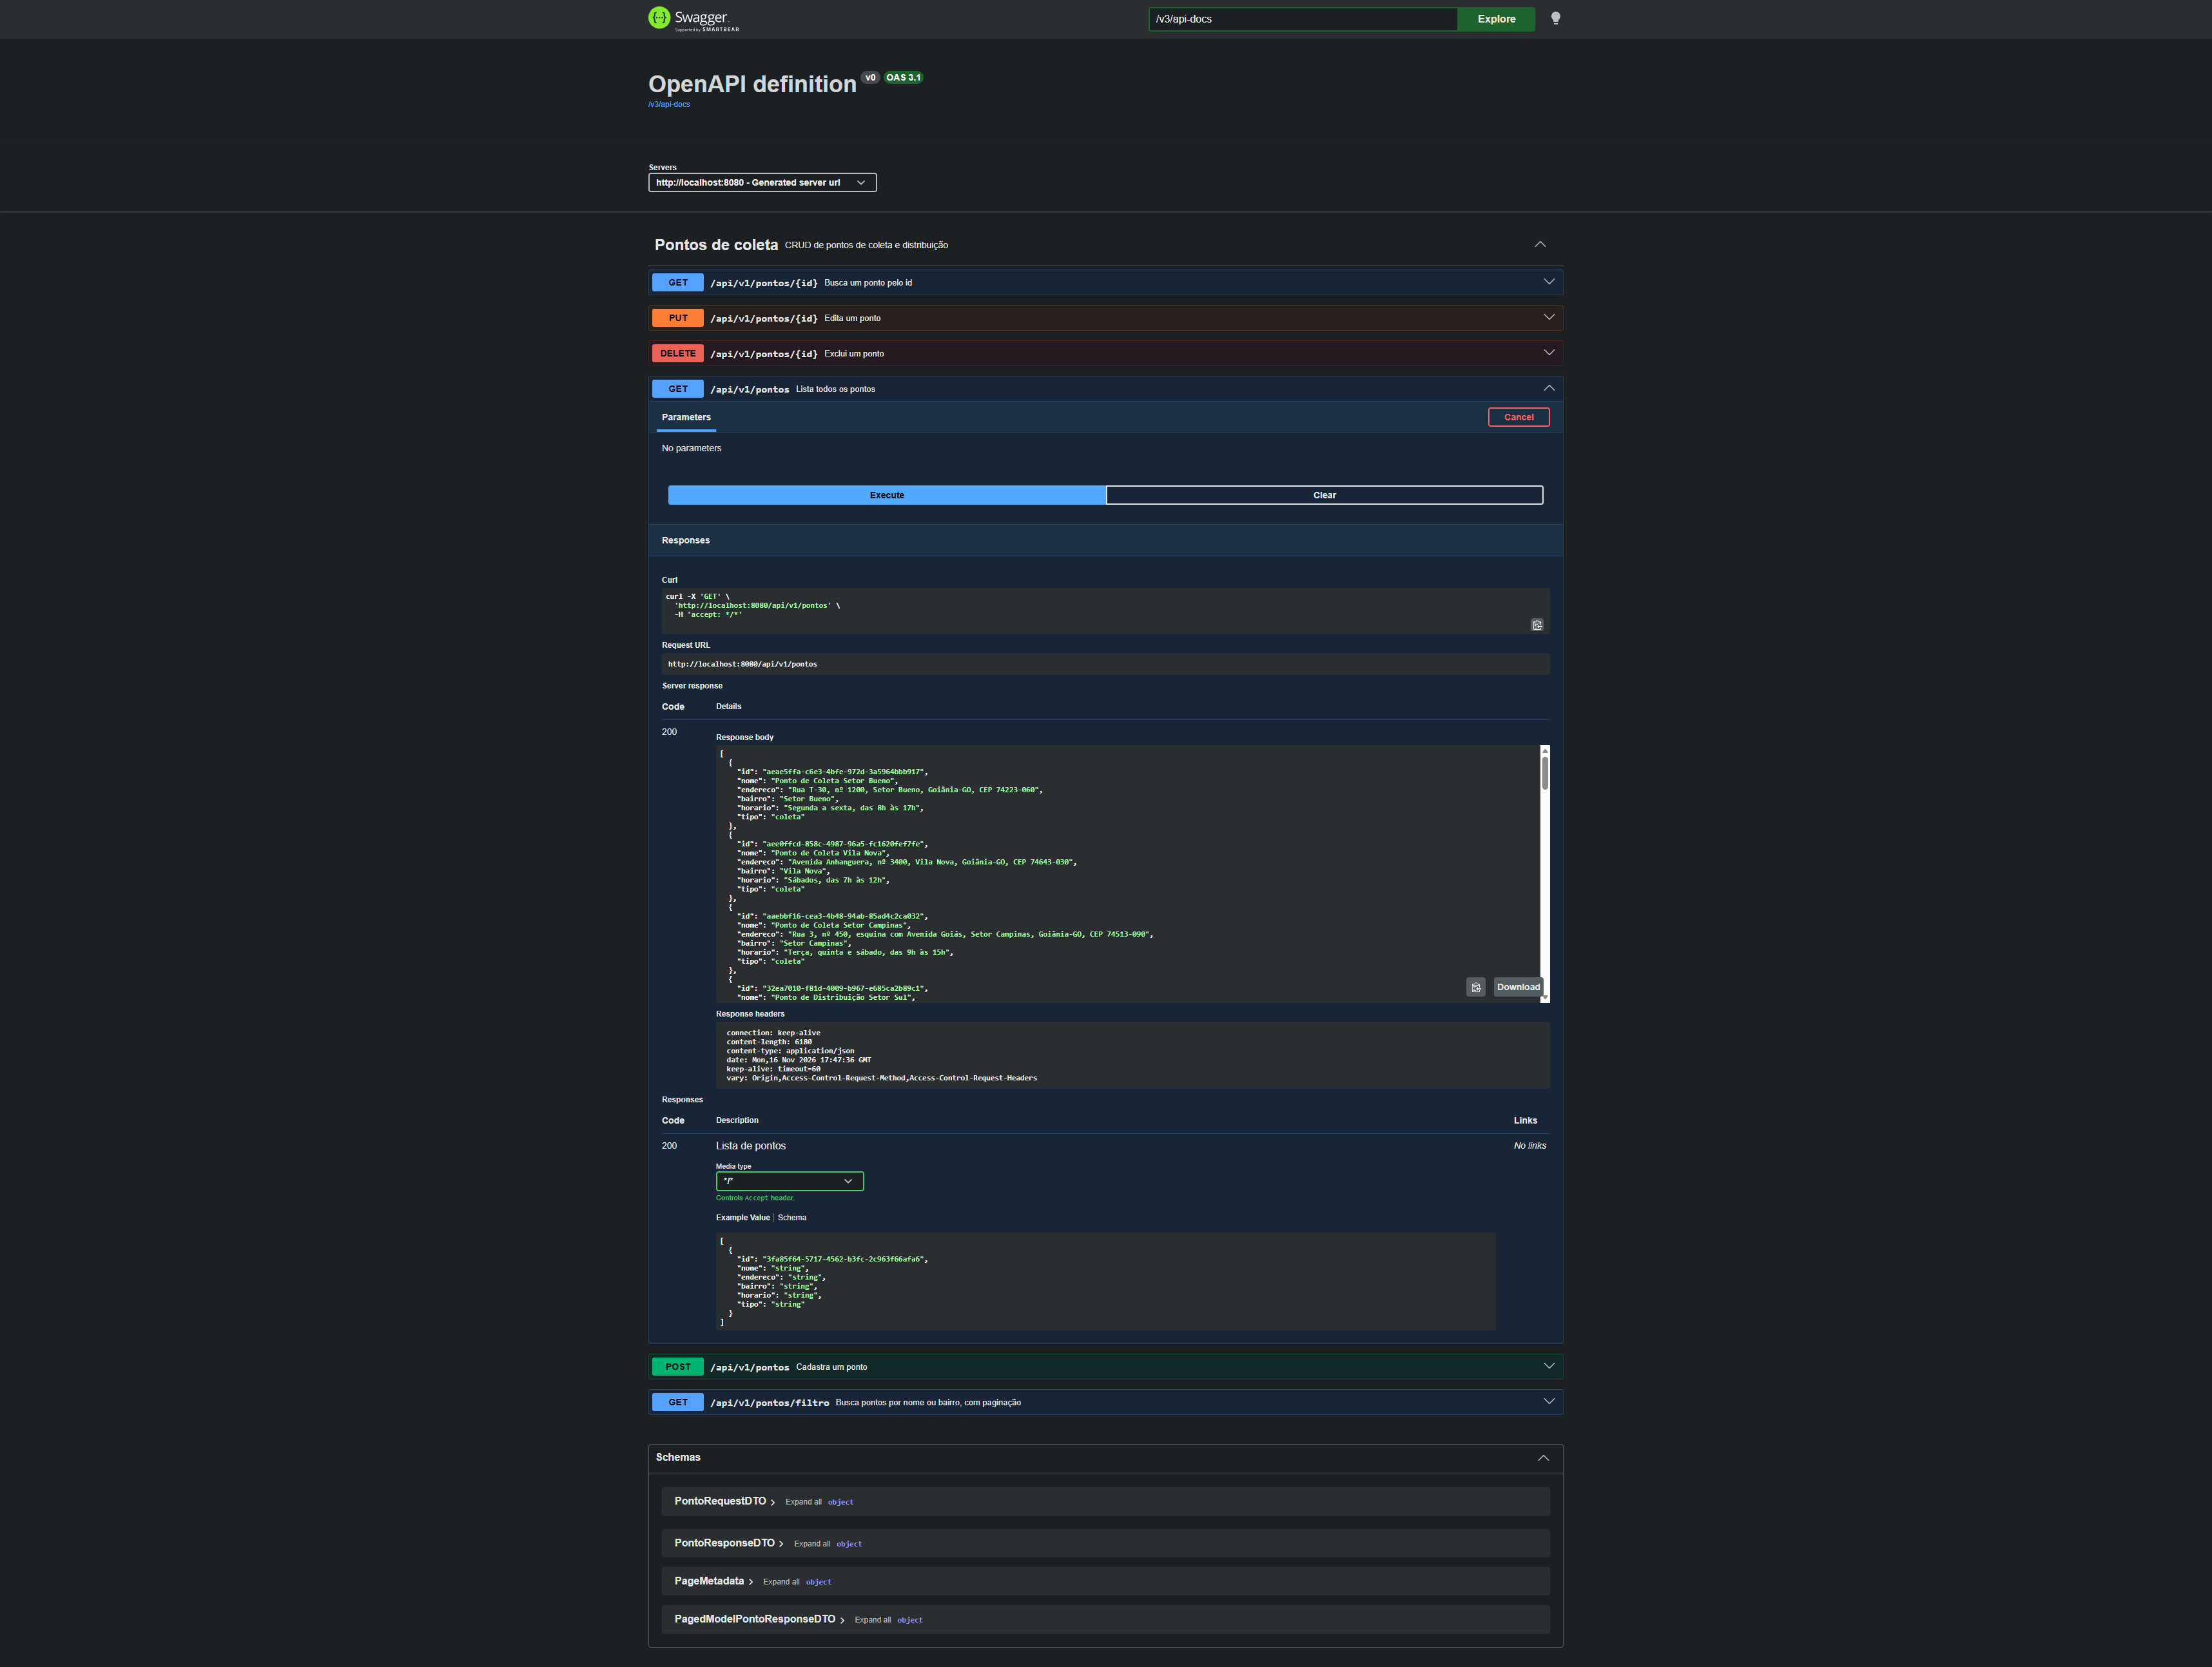 Swagger.
Supported by SMARTBEAR
/v3/api-docs
Explore
OpenAPI definition v0 OAS 3.1
/v3/api-docs
Servers
http://localhost:8080 - Generated server url
Pontos de coleta CRUD de pontos de coleta e distribuição
GET /api/v1/pontos/{id} Busca um ponto pelo id
PUT /api/v1/pontos/{id} Edita um ponto
DELETE /api/v1/pontos/{id} Exclui um ponto
GET /api/v1/pontos Lista todos os pontos
Parameters Cancel
No parameters
Execute Clear
Responses
Curl
curl -X 'GET' \
'http://localhost:8080/api/v1/pontos' \
-H 'accept: */*'
Request URL
http://localhost:8080/api/v1/pontos
Server response
Code Details
200
Response body
[
{
"id": "aeae5ffa-c6e3-4bfe-972d-3a5964bbb917",
"nome": "Ponto de Coleta Setor Bueno",
"endereco": "Rua T-30, nº 1200, Setor Bueno, Goiânia-GO, CEP 74223-060",
"bairro": "Setor Bueno",
"horario": "Segunda a sexta, das 8h às 17h",
"tipo": "coleta"
},
{
"id": "aee0ffcd-858c-4987-96a5-fc1620fef7fe",
"nome": "Ponto de Coleta Vila Nova",
"endereco": "Avenida Anhanguera, nº 3400, Vila Nova, Goiânia-GO, CEP 74643-030",
"bairro": "Vila Nova",
"horario": "Sábados, das 7h às 12h",
"tipo": "coleta"
},
{
"id": "aaebbf16-cea3-4b48-94ab-85ad4c2ca032",
"nome": "Ponto de Coleta Setor Campinas",
"endereco": "Rua 3, nº 450, esquina com Avenida Goiás, Setor Campinas, Goiânia-GO, CEP 74513-090",
"bairro": "Setor Campinas",
"horario": "Terça, quinta e sábado, das 9h às 15h",
"tipo": "coleta"
},
{
"id": "32ea7010-f81d-4009-b967-e685ca2b89c1",
"nome": "Ponto de Distribuição Setor Sul",
Download
Response headers
connection: keep-alive
content-length: 6180
content-type: application/json
date: Mon,16 Nov 2026 17:47:36 GMT
keep-alive: timeout=60
vary: Origin,Access-Control-Request-Method,Access-Control-Request-Headers
Responses
Code Description Links
200 Lista de pontos No links
Media type
*/*
Controls Accept header.
Example Value | Schema
[
{
"id": "3fa85f64-5717-4562-b3fc-2c963f66afa6",
"nome": "string",
"endereco": "string",
"bairro": "string",
"horario": "string",
"tipo": "string"
}
]
POST /api/v1/pontos Cadastra um ponto
GET /api/v1/pontos/filtro Busca pontos por nome ou bairro, com paginação
Schemas
PontoRequestDTO Expand all object
PontoResponseDTO Expand all object
PageMetadata Expand all object
PagedModelPontoResponseDTO Expand all object